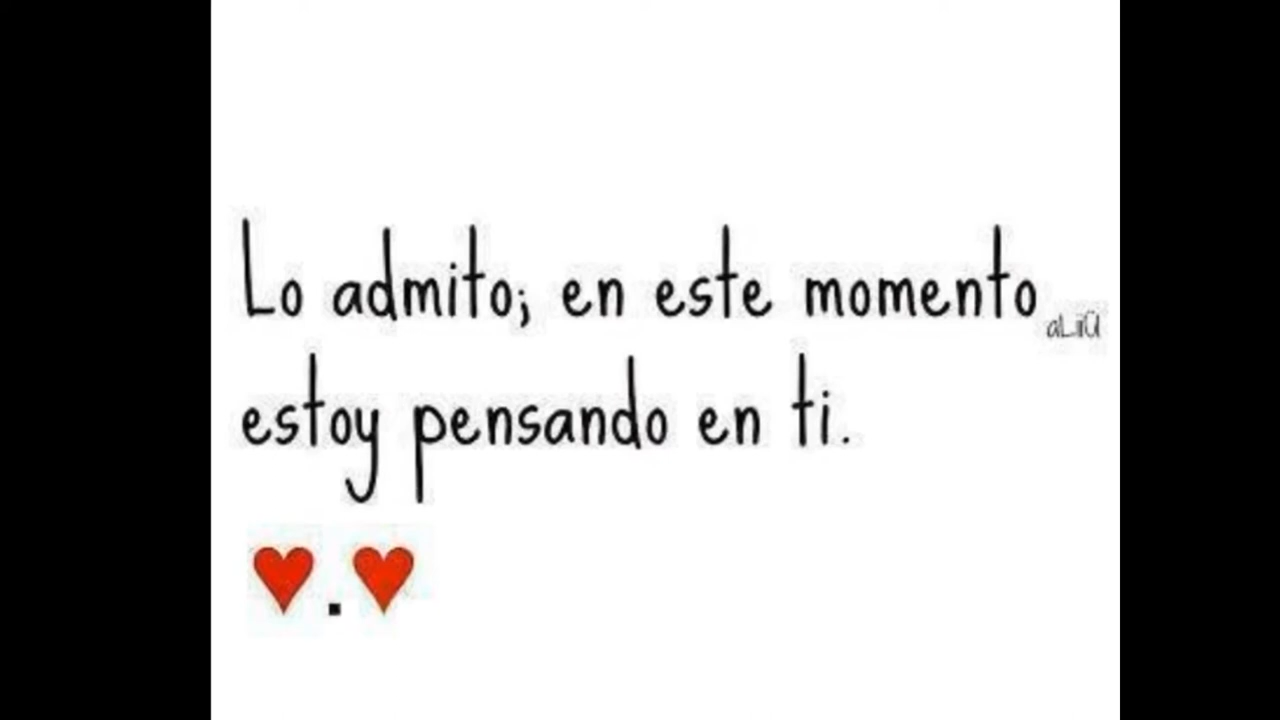 Lo admito; en este momento
estoy pensando en ti.
♥.♥